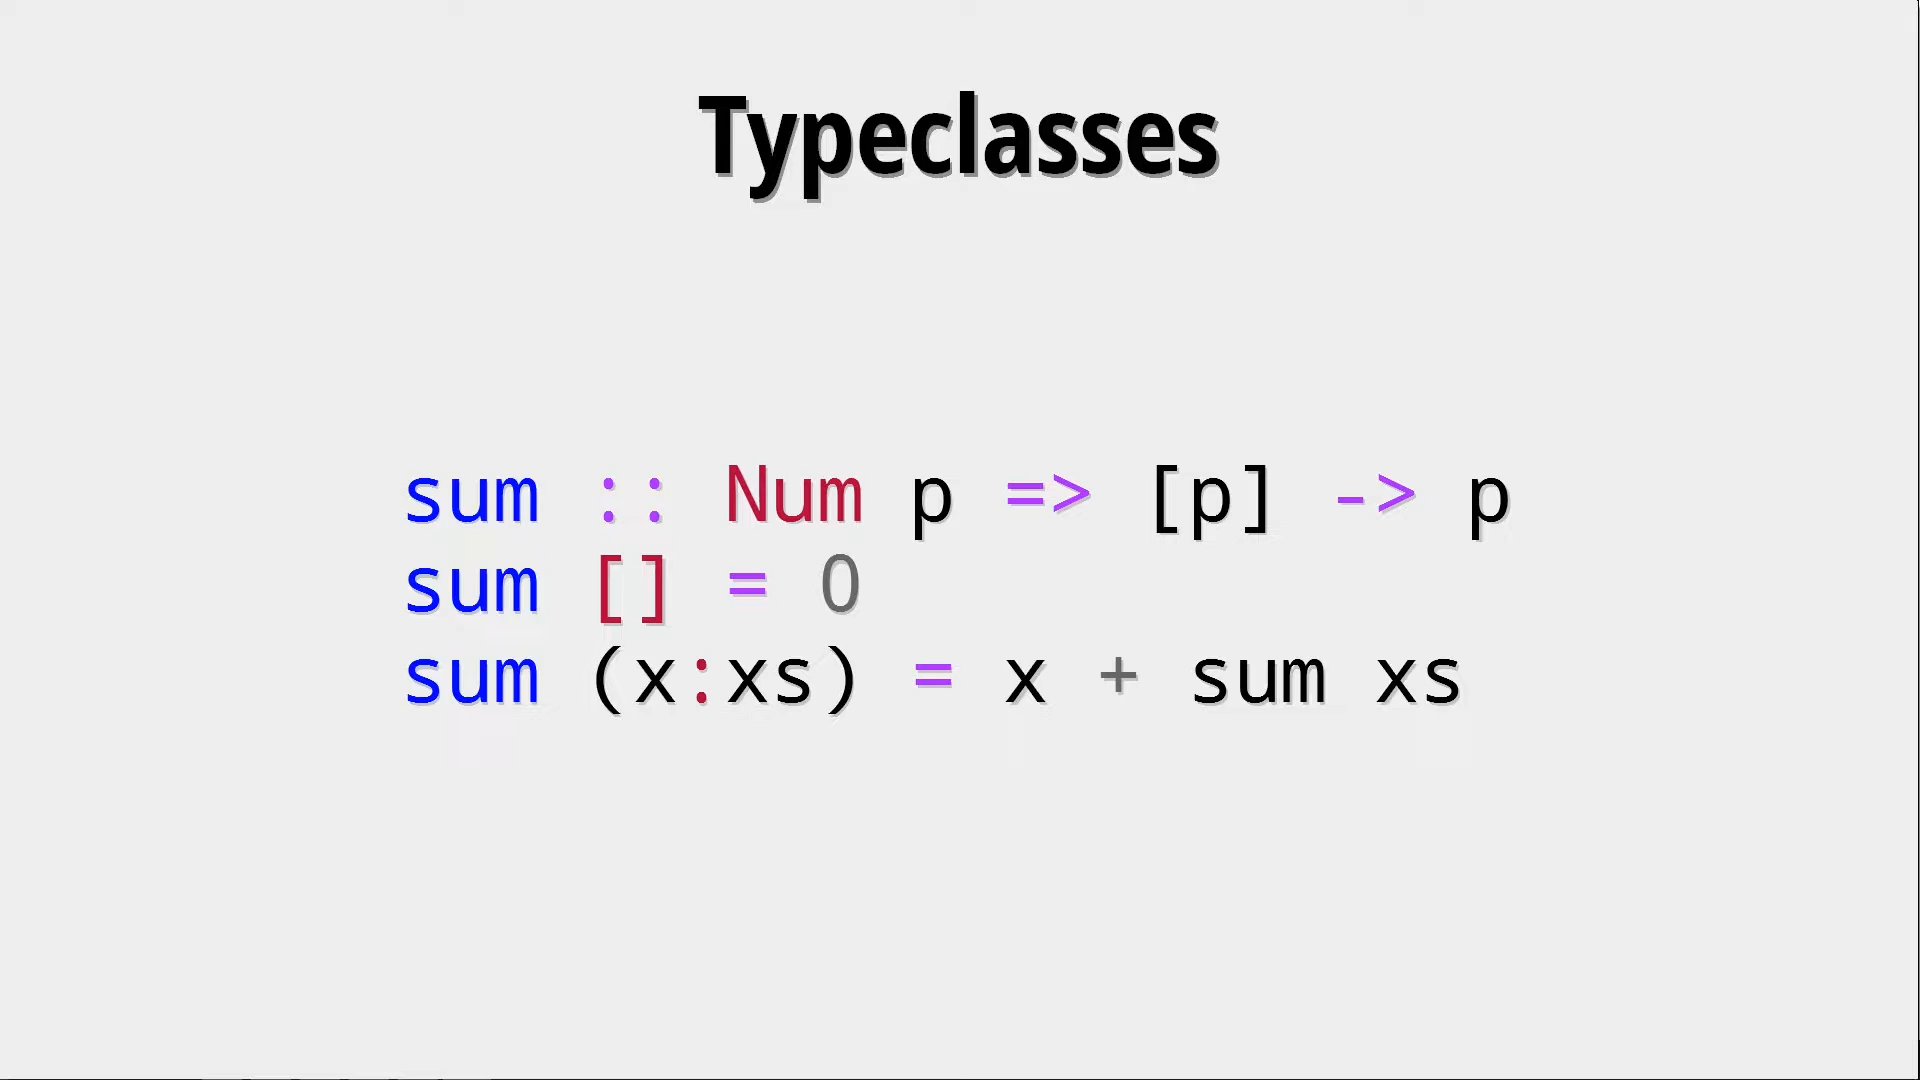 Typeclasses
sum :: Num p => [p] -> p
sum [] = 0
sum (x:xs) = x + sum xs